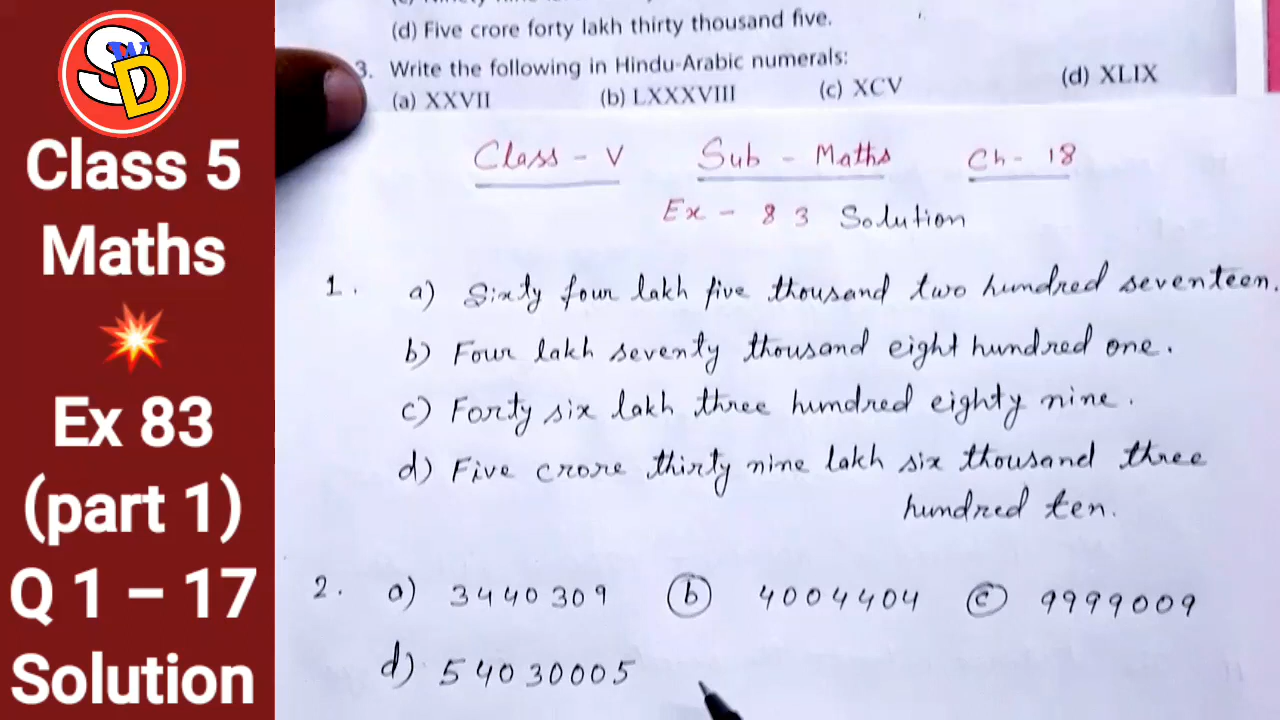 SWD
Class 5
Maths
Ex 83
(part 1)
Q 1 – 17
Solution
(d) Five crore forty lakh thirty thousand five.
3. Write the following in Hindu-Arabic numerals:
(a) XXVII (b) LXXXVIII (c) XCV (d) XLIX
Class - V Sub - Maths Ch - 18
Ex - 83 Solution
1. a) Sixty four lakh five thousand two hundred seventeen.
b) Four lakh seventy thousand eight hundred one.
c) Forty six lakh three hundred eighty nine.
d) Five crore thirty nine lakh six thousand three
hundred ten.
2. a) 3440309 (b) 4004404 (c) 9999009
d) 54030005